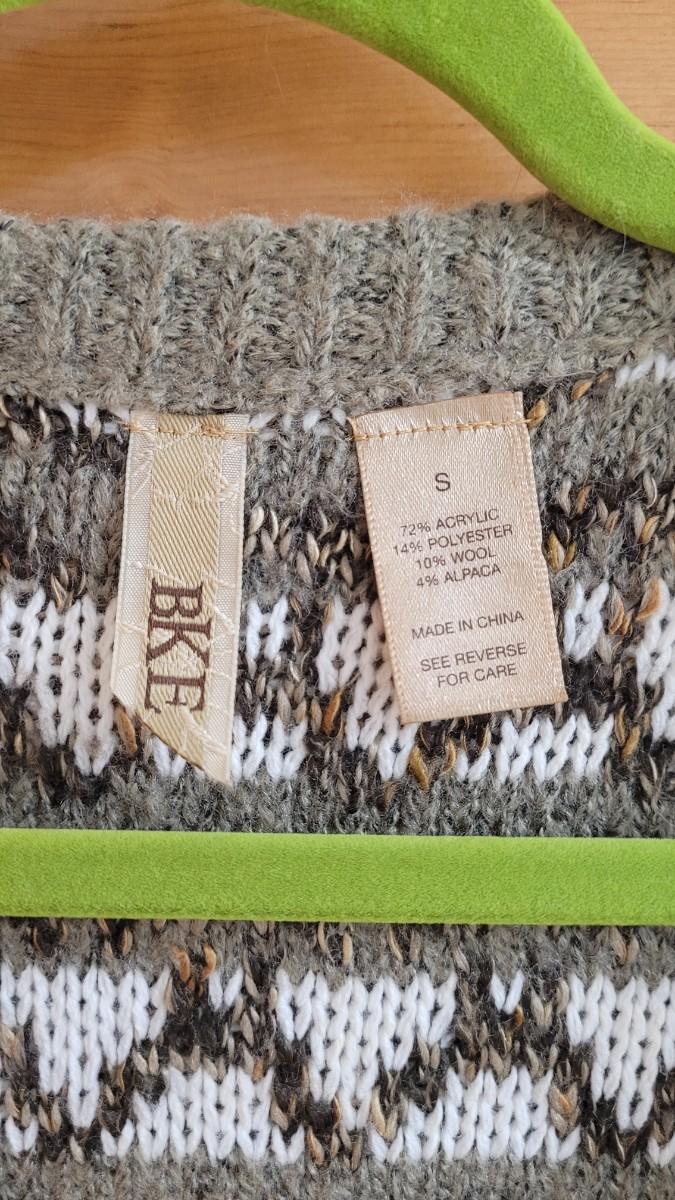 BKE
S
72% ACRYLIC
14% POLYESTER
10% WOOL
4% ALPACA
MADE IN CHINA
SEE REVERSE
FOR CARE